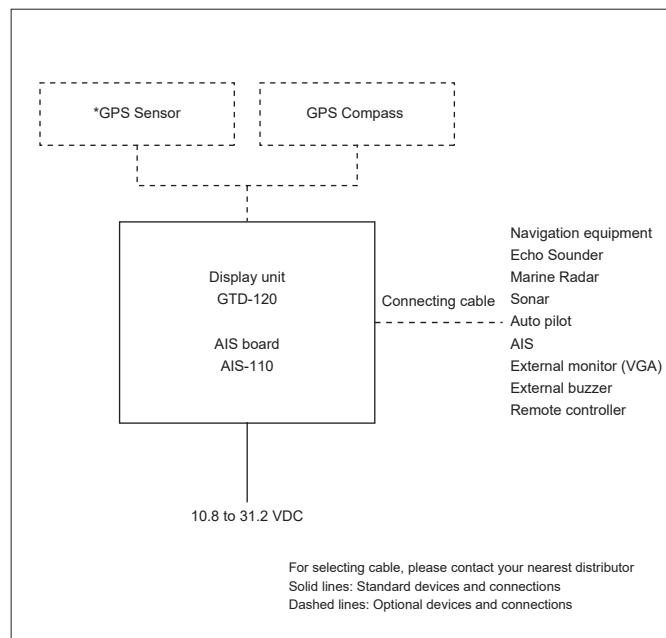 *GPS Sensor
GPS Compass
Display unit
GTD-120
AIS board
AIS-110
Connecting cable
Navigation equipment
Echo Sounder
Marine Radar
Sonar
Auto pilot
AIS
External monitor (VGA)
External buzzer
Remote controller
10.8 to 31.2 VDC
For selecting cable, please contact your nearest distributor
Solid lines: Standard devices and connections
Dashed lines: Optional devices and connections